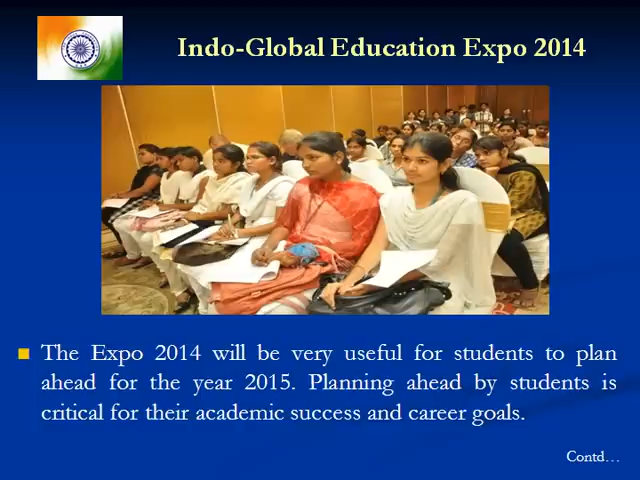 Indo-Global Education Expo 2014
The Expo 2014 will be very useful for students to plan
ahead for the year 2015. Planning ahead by students is
critical for their academic success and career goals.
Contd…